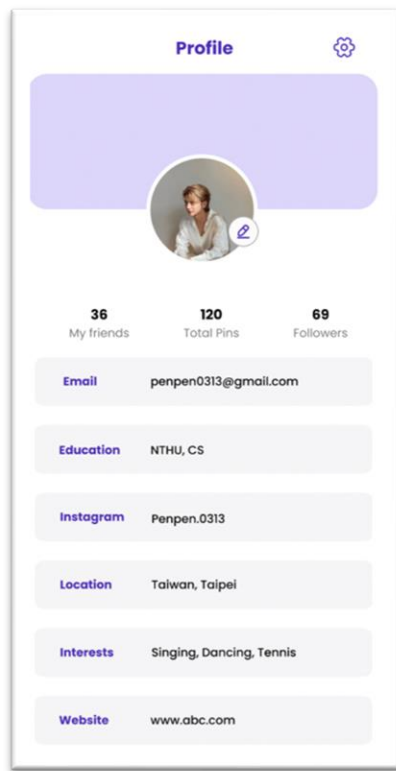 Profile
36 120 69
My friends Total Pins Followers
Email penpen0313@gmail.com
Education NTHU, CS
Instagram Penpen.0313
Location Taiwan, Taipei
Interests Singing, Dancing, Tennis
Website www.abc.com